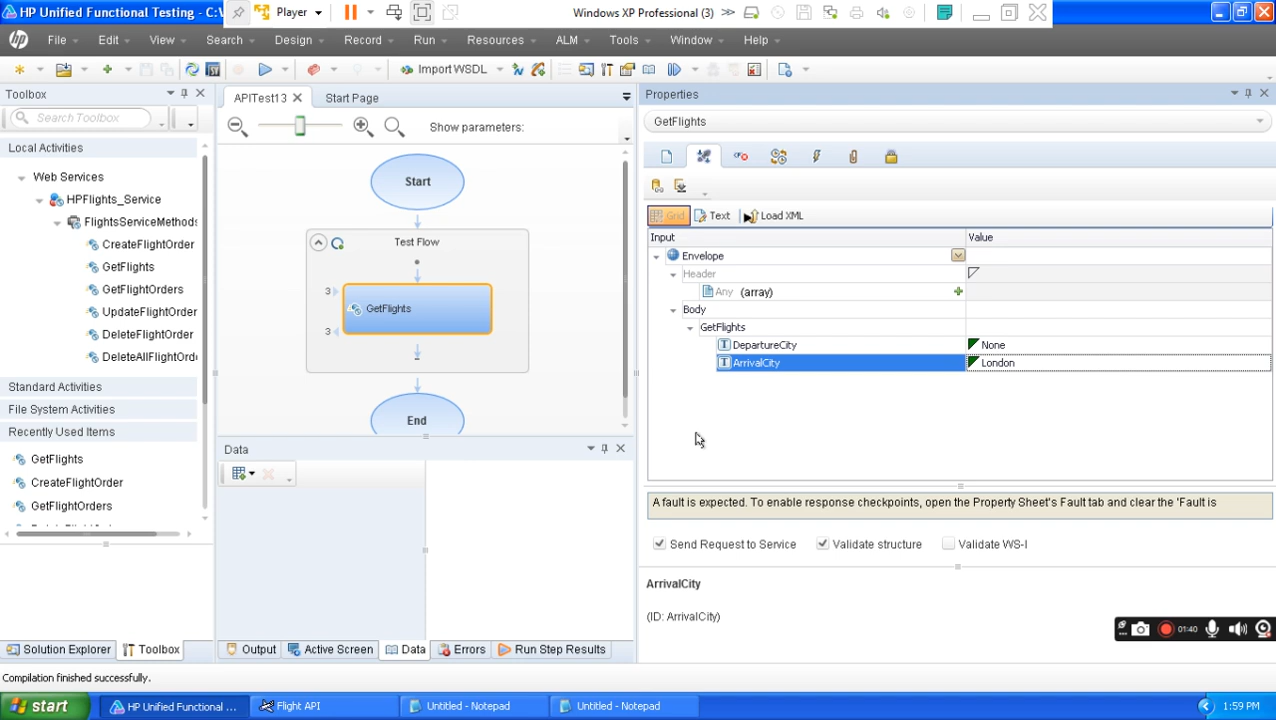 HP Unified Functional Testing - C:\
Player
Windows XP Professional (3)
File Edit View Search Design Record Run Resources ALM Tools Window Help
Import WSDL
Toolbox
Search Toolbox
Local Activities
Web Services
HPFlights_Service
FlightsServiceMethods
CreateFlightOrder
GetFlights
GetFlightOrders
UpdateFlightOrder
DeleteFlightOrder
DeleteAllFlightOrde
Standard Activities
File System Activities
Recently Used Items
GetFlights
CreateFlightOrder
GetFlightOrders
Solution Explorer Toolbox
APITest13 Start Page
Show parameters:
Start
Test Flow
3
GetFlights
3
End
Data
Output Active Screen Data Errors Run Step Results
Properties
GetFlights
Grid Text Load XML
Input Value
Envelope
Header
Any (array)
Body
GetFlights
DepartureCity None
ArrivalCity London
A fault is expected. To enable response checkpoints, open the Property Sheet's Fault tab and clear the 'Fault is
Send Request to Service Validate structure Validate WS-I
ArrivalCity
(ID: ArrivalCity)
01:40
Compilation finished successfully.
start HP Unified Functional ... Flight API Untitled - Notepad Untitled - Notepad 1:59 PM